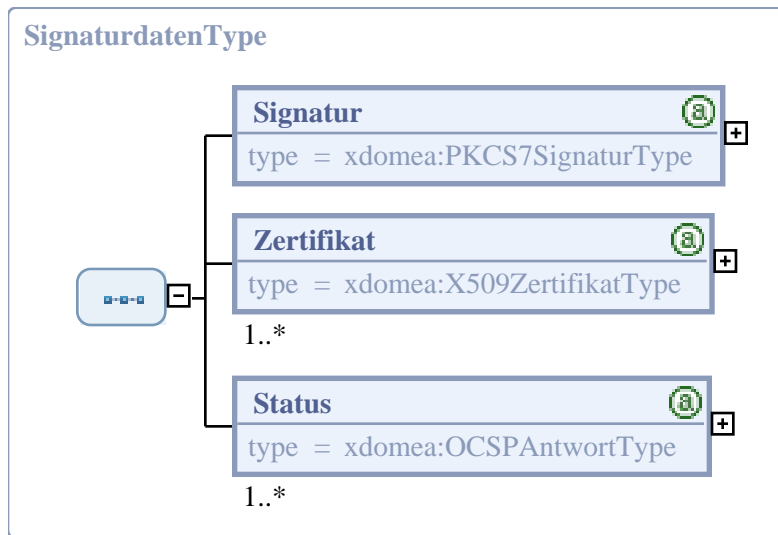 SignaturdatenType
Signatur
type = xdomea:PKCS7SignaturType
Zertifikat
type = xdomea:X509ZertifikatType
1..*
Status
type = xdomea:OCSPAntwortType
1..*